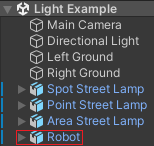 Light Example
Main Camera
Directional Light
Left Ground
Right Ground
Spot Street Lamp
Point Street Lamp
Area Street Lamp
Robot